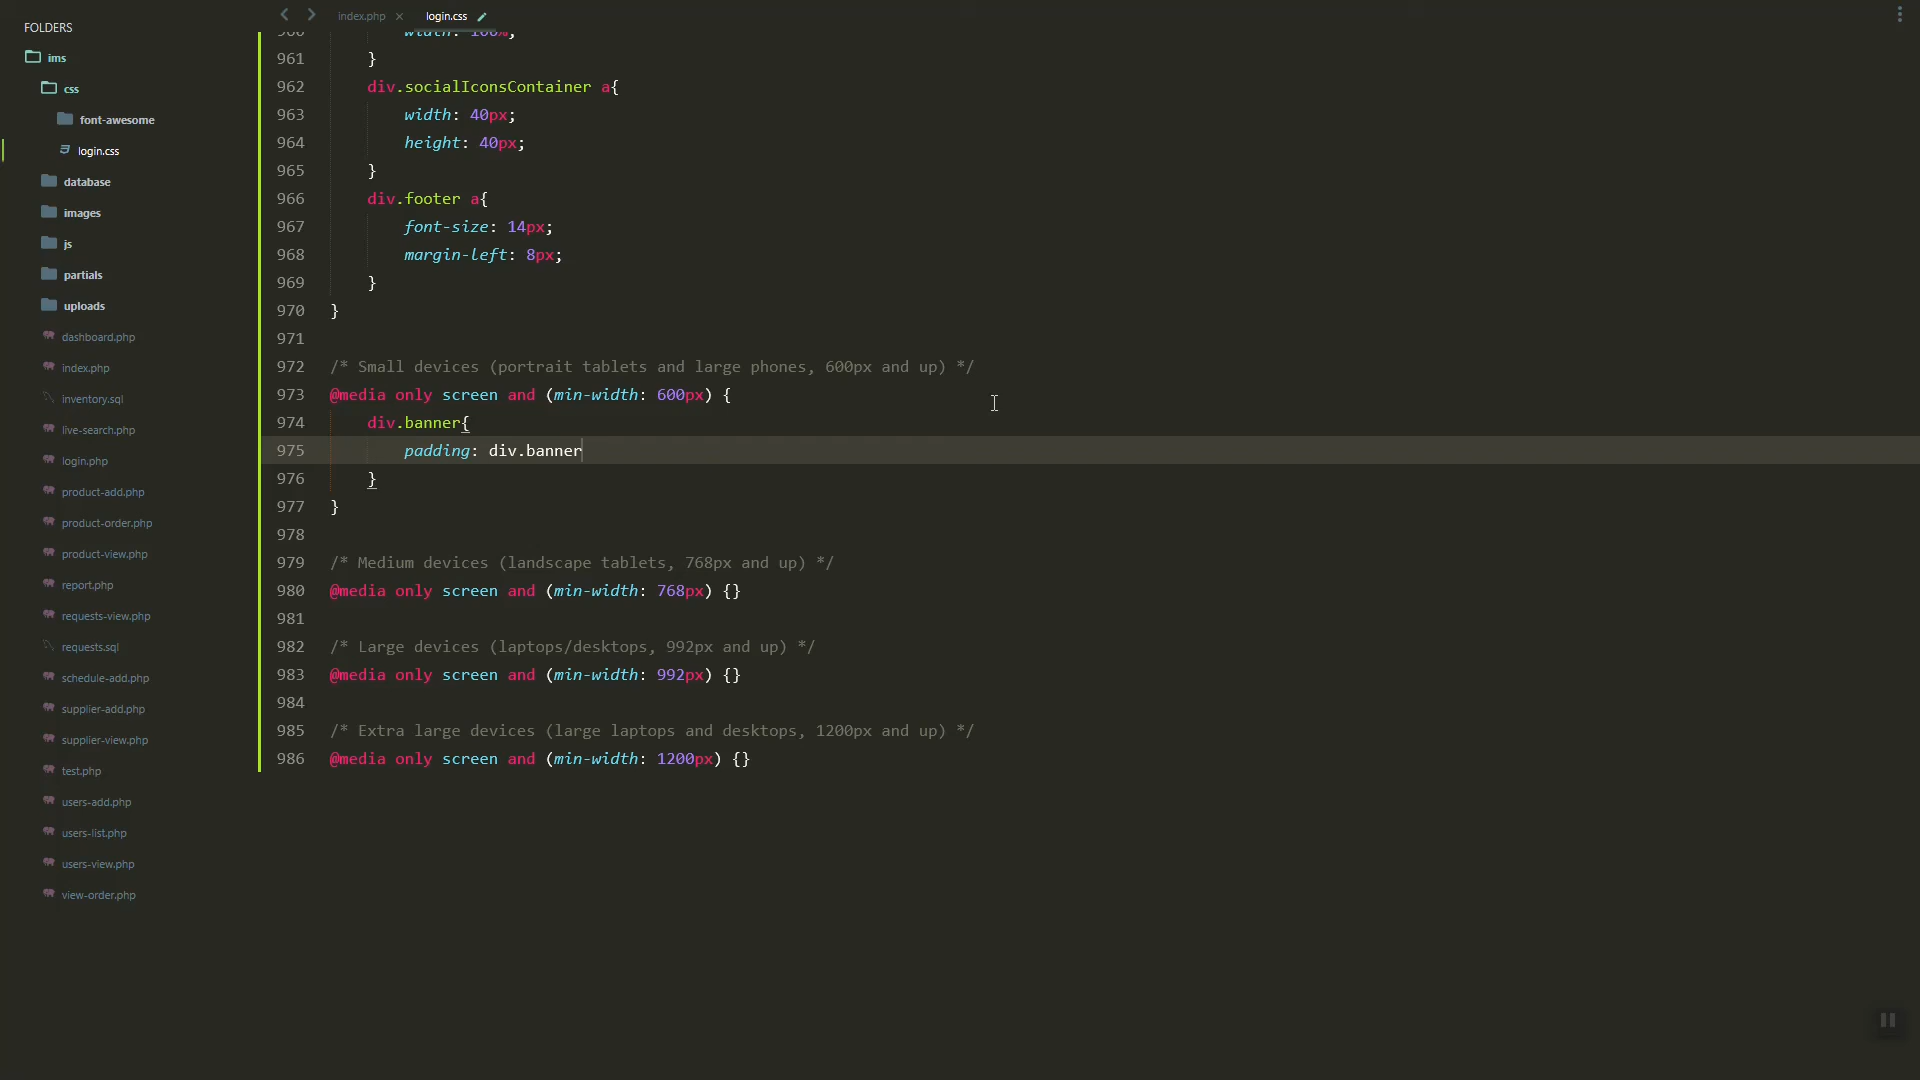 FOLDERS
ims
css
font-awesome
login.css
database
images
js
partials
uploads
dashboard.php
index.php
inventory.sql
live-search.php
login.php
product-add.php
product-order.php
product-view.php
report.php
requests-view.php
requests.sql
schedule-add.php
supplier-add.php
supplier-view.php
test.php
users-add.php
users-list.php
users-view.php
view-order.php
index.php × login.css
960 width: 100%;
961 }
962 div.socialIconsContainer a{
963 width: 40px;
964 height: 40px;
965 }
966 div.footer a{
967 font-size: 14px;
968 margin-left: 8px;
969 }
970 }
971
972 /* Small devices (portrait tablets and large phones, 600px and up) */
973 @media only screen and (min-width: 600px) {
974 div.banner{
975 padding: div.banner
976 }
977 }
978
979 /* Medium devices (landscape tablets, 768px and up) */
980 @media only screen and (min-width: 768px) {}
981
982 /* Large devices (laptops/desktops, 992px and up) */
983 @media only screen and (min-width: 992px) {}
984
985 /* Extra large devices (large laptops and desktops, 1200px and up) */
986 @media only screen and (min-width: 1200px) {}